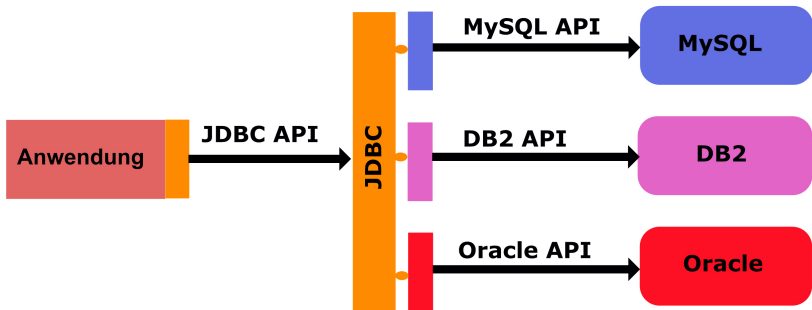 MySQL API
MySQL
JDBC API
Anwendung
JDBC
DB2 API
DB2
Oracle API
Oracle